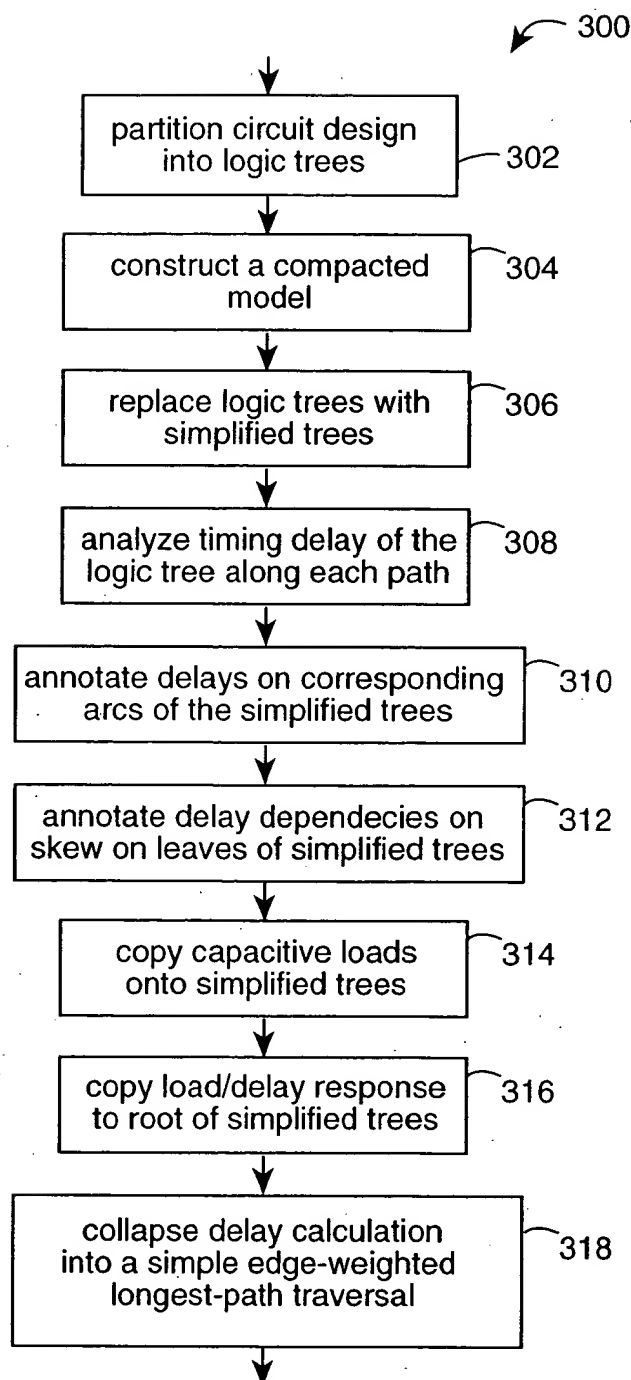 300
partition circuit design
into logic trees
302
construct a compacted
model
304
replace logic trees with
simplified trees
306
analyze timing delay of the
logic tree along each path
308
annotate delays on corresponding
arcs of the simplified trees
310
annotate delay dependecies on
skew on leaves of simplified trees
312
copy capacitive loads
onto simplified trees
314
copy load/delay response
to root of simplified trees
316
collapse delay calculation
into a simple edge-weighted
longest-path traversal
318